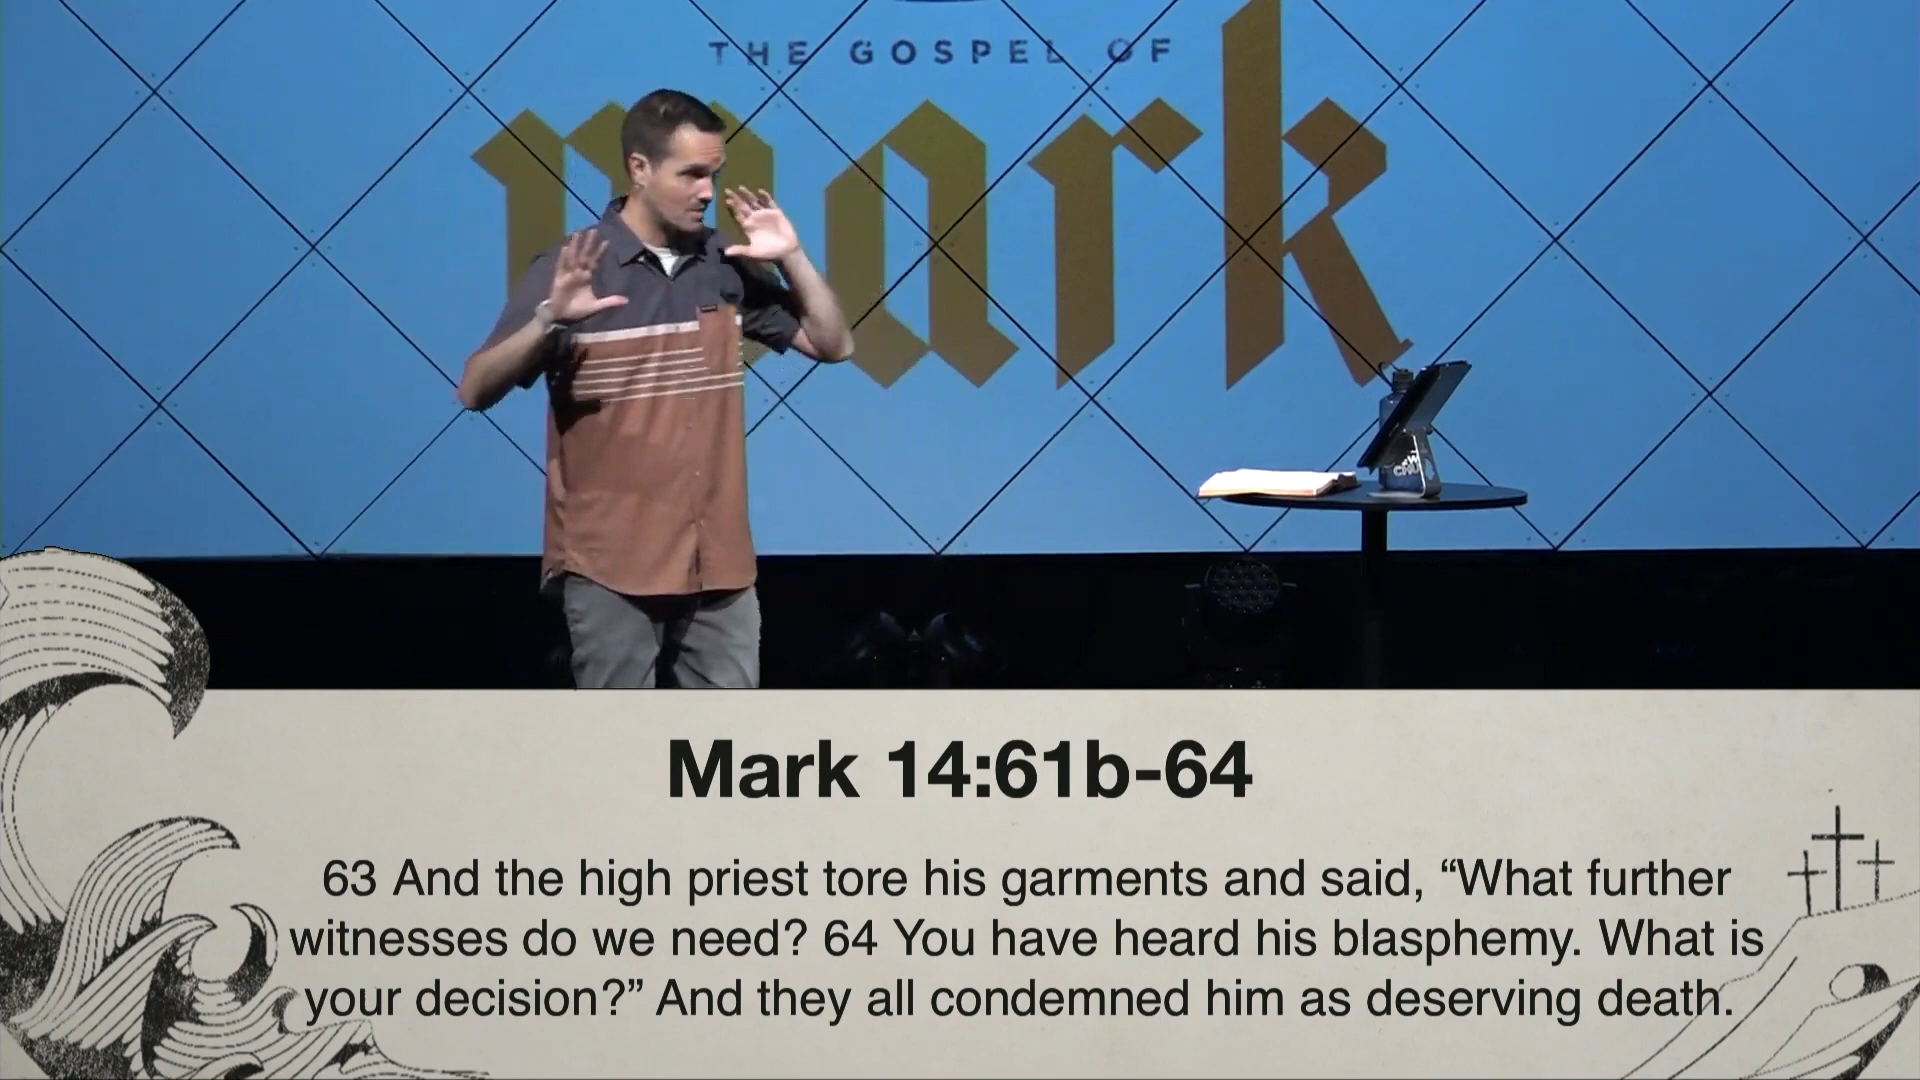 THE GOSPEL OF
mark
Mark 14:61b-64
63 And the high priest tore his garments and said, “What further
witnesses do we need? 64 You have heard his blasphemy. What is
your decision?” And they all condemned him as deserving death.